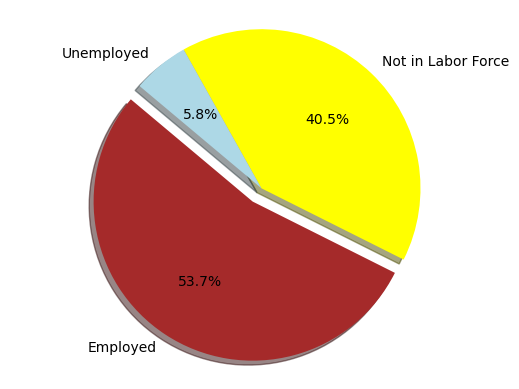 Unemployed
Not in Labor Force
5.8%
40.5%
53.7%
Employed